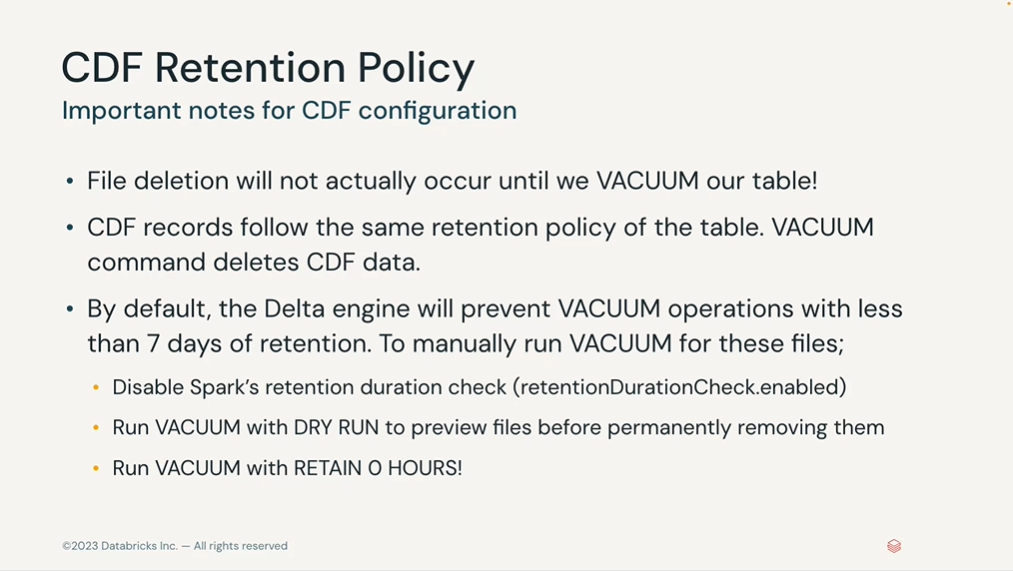 CDF Retention Policy
Important notes for CDF configuration
• File deletion will not actually occur until we VACUUM our table!
• CDF records follow the same retention policy of the table. VACUUM
command deletes CDF data.
• By default, the Delta engine will prevent VACUUM operations with less
than 7 days of retention. To manually run VACUUM for these files;
• Disable Spark’s retention duration check (retentionDurationCheck.enabled)
• Run VACUUM with DRY RUN to preview files before permanently removing them
• Run VACUUM with RETAIN 0 HOURS!
©2023 Databricks Inc. — All rights reserved